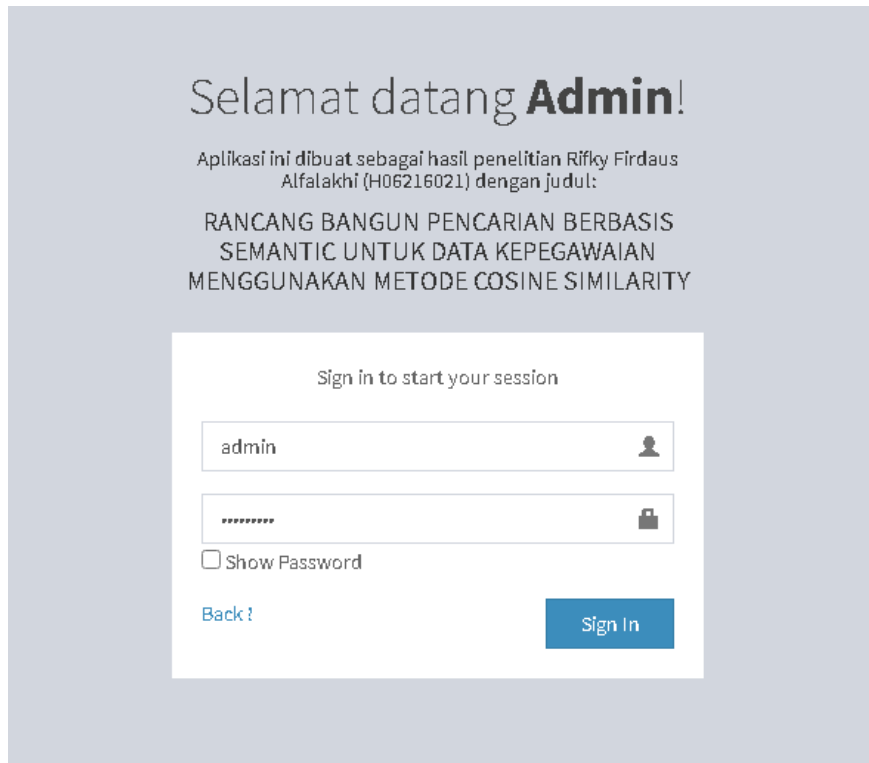 Selamat datang Admin!
Aplikasi ini dibuat sebagai hasil penelitian Rifky Firdaus
Alfalakhi (H06216021) dengan judul:
RANCANG BANGUN PENCARIAN BERBASIS
SEMANTIC UNTUK DATA KEPEGAWAIAN
MENGGUNAKAN METODE COSINE SIMILARITY
Sign in to start your session
admin
•••••••••
Show Password
Back ?
Sign In